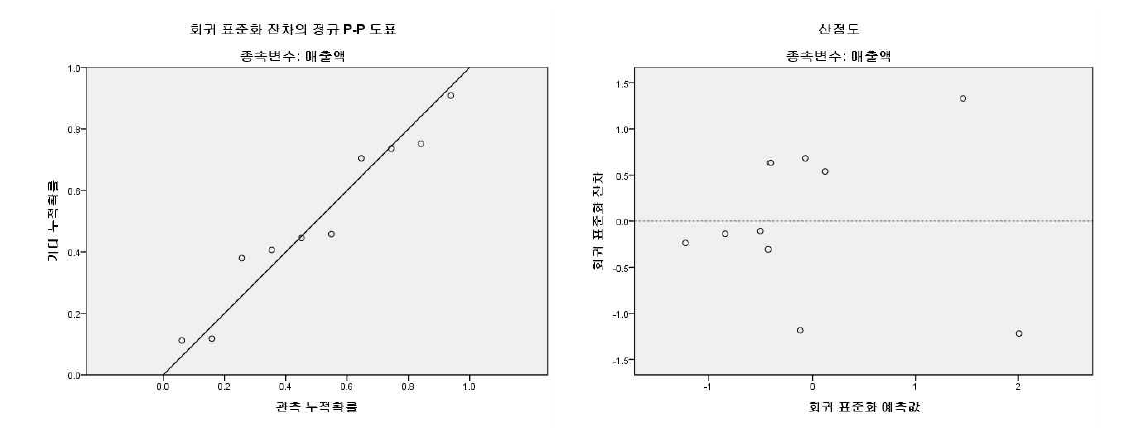 회귀 표준화 잔차의 정규 P-P 도표
종속변수: 매출액
1.0
0.8
0.6
0.4
0.2
0.0
기대 누적확률
0.0 0.2 0.4 0.6 0.8 1.0
관측 누적확률
산점도
종속변수: 매출액
1.5
1.0
0.5
0.0
-0.5
-1.0
-1.5
회귀 표준화 잔차
-1 0 1 2
회귀 표준화 예측값